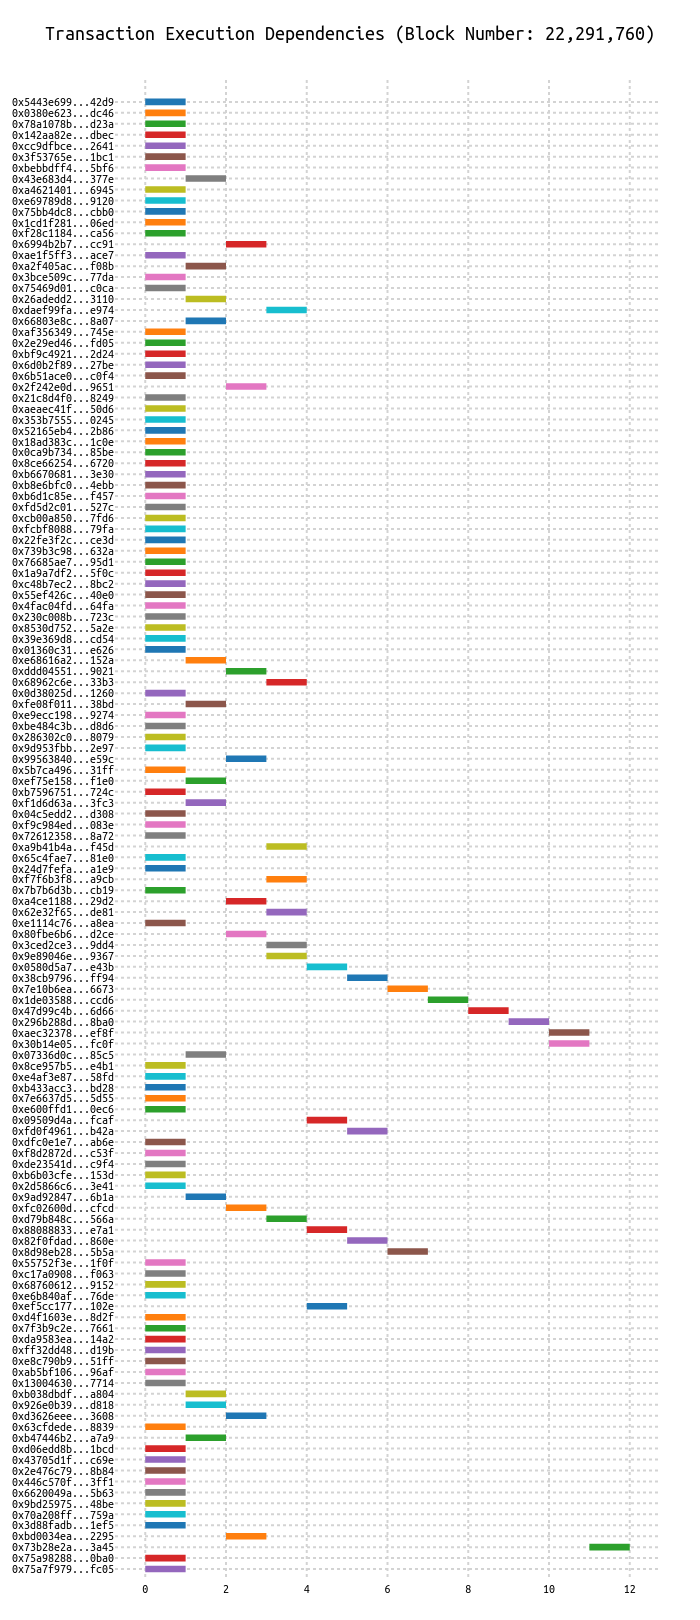 Transaction Execution Dependencies (Block Number: 22,291,760)
0x5443e699...42d9
0x0380e623...dc46
0x78a1078b...d23a
0x142aa82e...dbec
0xcc9dfbce...2641
0x3f53765e...1bc1
0xbebbdff4...5bf6
0x43e683d4...377e
0xa4621401...6945
0xe69789d8...9120
0x75bb4dc8...cbb0
0x1cd1f281...06ed
0xf28c1184...ca56
0x6994b2b7...cc91
0xae1f5ff3...ace7
0xa2f405ac...f08b
0x3bce509c...77da
0x75469d01...c0ca
0x26adedd2...3110
0xdaef99fa...e974
0x66803e8c...8a07
0xaf356349...745e
0x2e29ed46...fd05
0xbf9c4921...2d24
0x6d0b2f89...27be
0x6b51ace0...c0f4
0x2f242e0d...9651
0x21c8d4f0...8249
0xaeaec41f...50d6
0x353b7555...0245
0x52165eb4...2b86
0x18ad383c...1c0e
0x0ca9b734...85be
0x8ce66254...6720
0xb6670681...3e30
0xb8e6bfc0...4ebb
0xb6d1c85e...f457
0xfd5d2c01...527c
0xcb00a850...7fd6
0xfcbf8088...79fa
0x22fe3f2c...ce3d
0x739b3c98...632a
0x76685ae7...95d1
0x1a9a7df2...5f0c
0xc48b7ec2...8bc2
0x55ef426c...40e0
0x4fac04fd...64fa
0x230c008b...723c
0x8530d752...5a2e
0x39e369d8...cd54
0x01360c31...e626
0xe68616a2...152a
0xddd04551...9021
0x68962c6e...33b3
0x0d38025d...1260
0xfe08f011...38bd
0xe9ecc198...9274
0xbe484c3b...d8d6
0x286302c0...8079
0x9d953fbb...2e97
0x99563840...e59c
0x5b7ca496...31ff
0xef75e158...f1e0
0xb7596751...724c
0xf1d6d63a...3fc3
0x04c5edd2...d308
0xf9c984ed...083e
0x72612358...8a72
0xa9b41b4a...f45d
0x65c4fae7...81e0
0x24d7fefa...a1e9
0xf7f6b3f8...a9cb
0x7b7b6d3b...cb19
0xa4ce1188...29d2
0x62e32f65...de81
0xe1114c76...a8ea
0x80fbe6b6...d2ce
0x3ced2ce3...9dd4
0x9e89046e...9367
0x0580d5a7...e43b
0x38cb9796...ff94
0x7e10b6ea...6673
0x1de03588...ccd6
0x47d99c4b...6d66
0x296b288d...8ba0
0xaec32378...ef8f
0x30b14e05...fc0f
0x07336d0c...85c5
0x8ce957b5...e4b1
0xe4af3e87...58fd
0xb433acc3...bd28
0x7e6637d5...5d55
0xe600ffd1...0ec6
0x09509d4a...fcaf
0xfd0f4961...b42a
0xdfc0e1e7...ab6e
0xf8d2872d...c53f
0xde23541d...c9f4
0xb6b03cfe...153d
0x2d5866c6...3e41
0x9ad92847...6b1a
0xfc02600d...cfcd
0xd79b848c...566a
0x88088833...e7a1
0x82f0fdad...860e
0x8d98eb28...5b5a
0x55752f3e...1f0f
0xc17a0908...f063
0x68760612...9152
0xe6b840af...76de
0xef5cc177...102e
0xd4f1603e...8d2f
0x7f3b9c2e...7661
0xda9583ea...14a2
0xff32dd48...d19b
0xe8c790b9...51ff
0xab5bf106...96af
0x13004630...7714
0xb038dbdf...a804
0x926e0b39...d818
0xd3626eee...3608
0x63cfdede...8839
0xb47446b2...a7a9
0xd06edd8b...1bcd
0x43705d1f...c69e
0x2e476c79...8b84
0x446c570f...3ff1
0x6620049a...5b63
0x9bd25975...48be
0x70a208ff...759a
0x3d88fadb...1ef5
0xbd0034ea...2295
0x73b28e2a...3a45
0x75a98288...0ba0
0x75a7f979...fc05
0 2 4 6 8 10 12